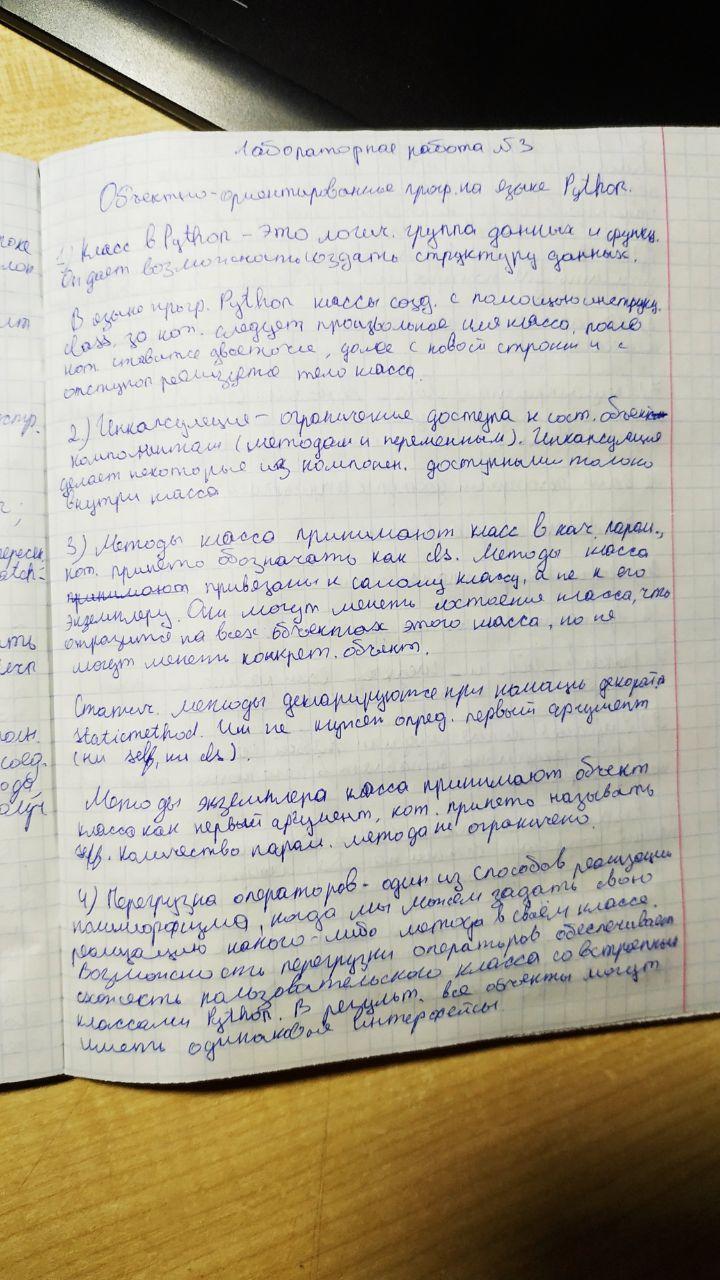 Лабораторная работа №3
Объектно-ориентированное прогр. на языке Python.
1) Класс в Python - это логич. группа данных и функц.
Он дает возможность создать структуру данных.
В языке прогр. Python классы созд. с помощью инструкц.
class, за кот. следует произвольное имя класса, после
кот. ставится двоеточие, далее с новой строки и с
отступом реализуется тело класса.
2.) Инкапсуляция - ограничение доступа к сост. объект
компонентам (методам и переменным). Инкапсуляция
делает некоторые из компонен. доступными только
внутри класса
3) Методы класса принимают класс в кач. парам.,
кот. принято обозначать как cls. Методы класса
принимают привязаны к самому классу, а не к его
экземпляру. Они могут менять состояние класса, что
отразится на всех объектах этого класса, но не
могут менять конкрет. объект.
Статич. методы декларируются при помощи декорат.
staticmethod. Им не нужен опред. первый аргумент
(ни self, ни cls).
Методы экземпляра класса принимают объект
класса как первый аргумент, кот. принято называть
self. Количество парам. метода не ограничено.
4) Перегрузка операторов - один из способов реализации
полиморфизма, когда мы можем задать свою
реализацию какого-либо метода в своём классе.
Возможность перегрузки операторов обеспечивает
схожесть пользовательского класса со встроенными
классами Python. В результ. все объекты могут
иметь одинаковые интерфейсы.